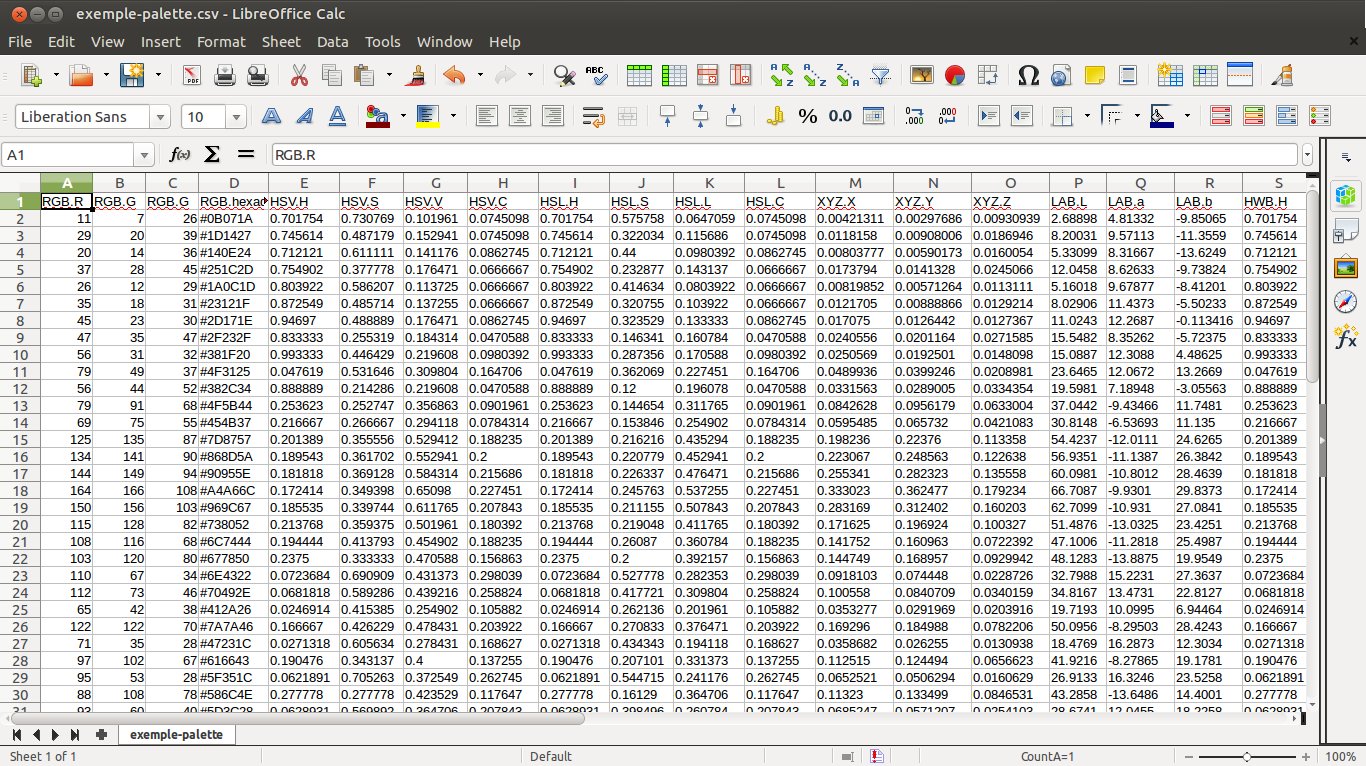 exemple-palette.csv - LibreOffice Calc
File Edit View Insert Format Sheet Data Tools Window Help
Liberation Sans 10
A1 RGB.R
A B C D E F G H I J K L M N O P Q R S
1 RGB.R RGB.G RGB.G RGB.hexad HSV.H HSV.S HSV.V HSV.C HSL.H HSL.S HSL.L HSL.C XYZ.X XYZ.Y XYZ.Z LAB.L LAB.a LAB.b HWB.H
2 11 7 26 #0B071A 0.701754 0.730769 0.101961 0.0745098 0.701754 0.575758 0.0647059 0.0745098 0.00421311 0.00297686 0.00930939 2.68898 4.81332 -9.85065 0.701754
3 29 20 39 #1D1427 0.745614 0.487179 0.152941 0.0745098 0.745614 0.322034 0.115686 0.0745098 0.0118158 0.00908006 0.0186946 8.20031 9.57113 -11.3559 0.745614
4 20 14 36 #140E24 0.712121 0.611111 0.141176 0.0862745 0.712121 0.44 0.0980392 0.0862745 0.00803777 0.00590173 0.0160054 5.33099 8.31667 -13.6249 0.712121
5 37 28 45 #251C2D 0.754902 0.377778 0.176471 0.0666667 0.754902 0.232877 0.143137 0.0666667 0.0173794 0.0141328 0.0245066 12.0458 8.62633 -9.73824 0.754902
6 26 12 29 #1A0C1D 0.803922 0.586207 0.113725 0.0666667 0.803922 0.414634 0.0803922 0.0666667 0.00819852 0.00571264 0.0113111 5.16018 9.67877 -8.41201 0.803922
7 35 18 31 #23121F 0.872549 0.485714 0.137255 0.0666667 0.872549 0.320755 0.103922 0.0666667 0.0121705 0.00888866 0.0129214 8.02906 11.4373 -5.50233 0.872549
8 45 23 30 #2D171E 0.94697 0.488889 0.176471 0.0862745 0.94697 0.323529 0.133333 0.0862745 0.017075 0.0126442 0.0127367 11.0243 12.2687 -0.113416 0.94697
9 47 35 47 #2F232F 0.833333 0.255319 0.184314 0.0470588 0.833333 0.146341 0.160784 0.0470588 0.0240556 0.0201164 0.0271585 15.5482 8.35262 -5.72375 0.833333
10 56 31 32 #381F20 0.993333 0.446429 0.219608 0.0980392 0.993333 0.287356 0.170588 0.0980392 0.0250569 0.0192501 0.0148098 15.0887 12.3088 4.48625 0.993333
11 79 49 37 #4F3125 0.047619 0.531646 0.309804 0.164706 0.047619 0.362069 0.227451 0.164706 0.0489936 0.0399246 0.0208981 23.6465 12.0672 13.2669 0.047619
12 56 44 52 #382C34 0.888889 0.214286 0.219608 0.0470588 0.888889 0.12 0.196078 0.0470588 0.0331563 0.0289005 0.0334354 19.5981 7.18948 -3.05563 0.888889
13 79 91 68 #4F5B44 0.253623 0.252747 0.356863 0.0901961 0.253623 0.144654 0.311765 0.0901961 0.0842628 0.0956179 0.0633004 37.0442 -9.43466 11.7481 0.253623
14 69 75 55 #454B37 0.216667 0.266667 0.294118 0.0784314 0.216667 0.153846 0.254902 0.0784314 0.0595485 0.065732 0.0421083 30.8148 -6.53693 11.135 0.216667
15 125 135 87 #7D8757 0.201389 0.355556 0.529412 0.188235 0.201389 0.216216 0.435294 0.188235 0.198236 0.22376 0.113358 54.4237 -12.0111 24.6265 0.201389
16 134 141 90 #868D5A 0.189543 0.361702 0.552941 0.2 0.189543 0.220779 0.452941 0.2 0.223067 0.248563 0.122638 56.9351 -11.1387 26.3842 0.189543
17 144 149 94 #90955E 0.181818 0.369128 0.584314 0.215686 0.181818 0.226337 0.476471 0.215686 0.255341 0.282323 0.135558 60.0981 -10.8012 28.4639 0.181818
18 164 166 108 #A4A66C 0.172414 0.349398 0.65098 0.227451 0.172414 0.245763 0.537255 0.227451 0.333023 0.362477 0.179234 66.7087 -9.9301 29.8373 0.172414
19 150 156 103 #969C67 0.185535 0.339744 0.611765 0.207843 0.185535 0.211155 0.507843 0.207843 0.283169 0.312402 0.160203 62.7099 -10.931 27.0841 0.185535
20 115 128 82 #738052 0.213768 0.359375 0.501961 0.180392 0.213768 0.219048 0.411765 0.180392 0.171625 0.196924 0.100327 51.4876 -13.0325 23.4251 0.213768
21 108 116 68 #6C7444 0.194444 0.413793 0.454902 0.188235 0.194444 0.26087 0.360784 0.188235 0.141752 0.160963 0.0722392 47.1006 -11.2818 25.4987 0.194444
22 103 120 80 #677850 0.2375 0.333333 0.470588 0.156863 0.2375 0.2 0.392157 0.156863 0.144749 0.168957 0.0929942 48.1283 -13.8875 19.9549 0.2375
23 110 67 34 #6E4322 0.0723684 0.690909 0.431373 0.298039 0.0723684 0.527778 0.282353 0.298039 0.0918103 0.074448 0.0228726 32.7988 15.2231 27.3637 0.0723684
24 112 73 46 #70492E 0.0681818 0.589286 0.439216 0.258824 0.0681818 0.417721 0.309804 0.258824 0.100558 0.0840709 0.0340159 34.8167 13.4731 22.8127 0.0681818
25 65 42 38 #412A26 0.0246914 0.415385 0.254902 0.105882 0.0246914 0.262136 0.201961 0.105882 0.0353277 0.0291969 0.0203916 19.7193 10.0995 6.94464 0.0246914
26 122 122 70 #7A7A46 0.166667 0.426229 0.478431 0.203922 0.166667 0.270833 0.376471 0.203922 0.169296 0.184988 0.0782206 50.0956 -8.29503 28.4243 0.166667
27 71 35 28 #47231C 0.0271318 0.605634 0.278431 0.168627 0.0271318 0.434343 0.194118 0.168627 0.0358682 0.026255 0.0130938 18.4769 16.2873 12.3034 0.0271318
28 97 102 67 #616643 0.190476 0.343137 0.4 0.137255 0.190476 0.207101 0.331373 0.137255 0.112515 0.124494 0.0656623 41.9216 -8.27865 19.1781 0.190476
29 95 53 28 #5F351C 0.0621891 0.705263 0.372549 0.262745 0.0621891 0.544715 0.241176 0.262745 0.0652521 0.0506294 0.0160629 26.9133 16.3246 23.5258 0.0621891
30 88 108 78 #586C4E 0.277778 0.277778 0.423529 0.117647 0.277778 0.16129 0.364706 0.117647 0.11323 0.133499 0.0846531 43.2858 -13.6486 14.4001 0.277778
31 93 60 40 #5D3C28 0.0628931 0.569892 0.364706 0.207843 0.0628931 0.398496 0.260784 0.207843 0.0685247 0.0571207 0.0254103 28.6741 12.0455 18.2258 0.0628931
exemple-palette
Sheet 1 of 1 Default CountA=1 100%